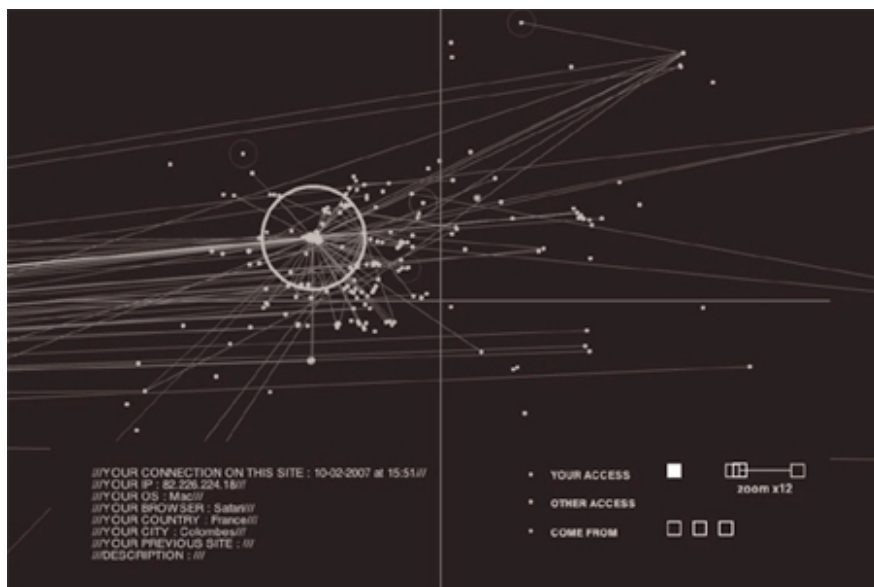 ///YOUR CONNECTION ON THIS SITE : 10-02-2007 at 15:51///
///YOUR IP : 82.226.224.18///
///YOUR OS : Mac///
///YOUR BROWSER : Safari///
///YOUR COUNTRY : France///
///YOUR CITY : Colombes///
///YOUR PREVIOUS SITE : ///
///DESCRIPTION : ///
YOUR ACCESS
zoom x12
OTHER ACCESS
COME FROM